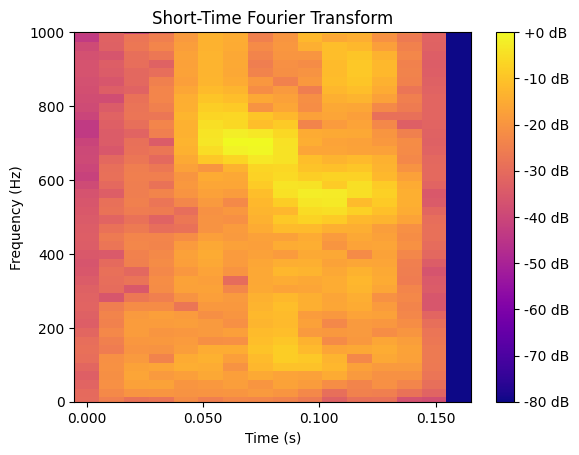 Short-Time Fourier Transform
1000
800
600
400
200
0
Frequency (Hz)
0.000
0.050
0.100
0.150
Time (s)
+0 dB
-10 dB
-20 dB
-30 dB
-40 dB
-50 dB
-60 dB
-70 dB
-80 dB